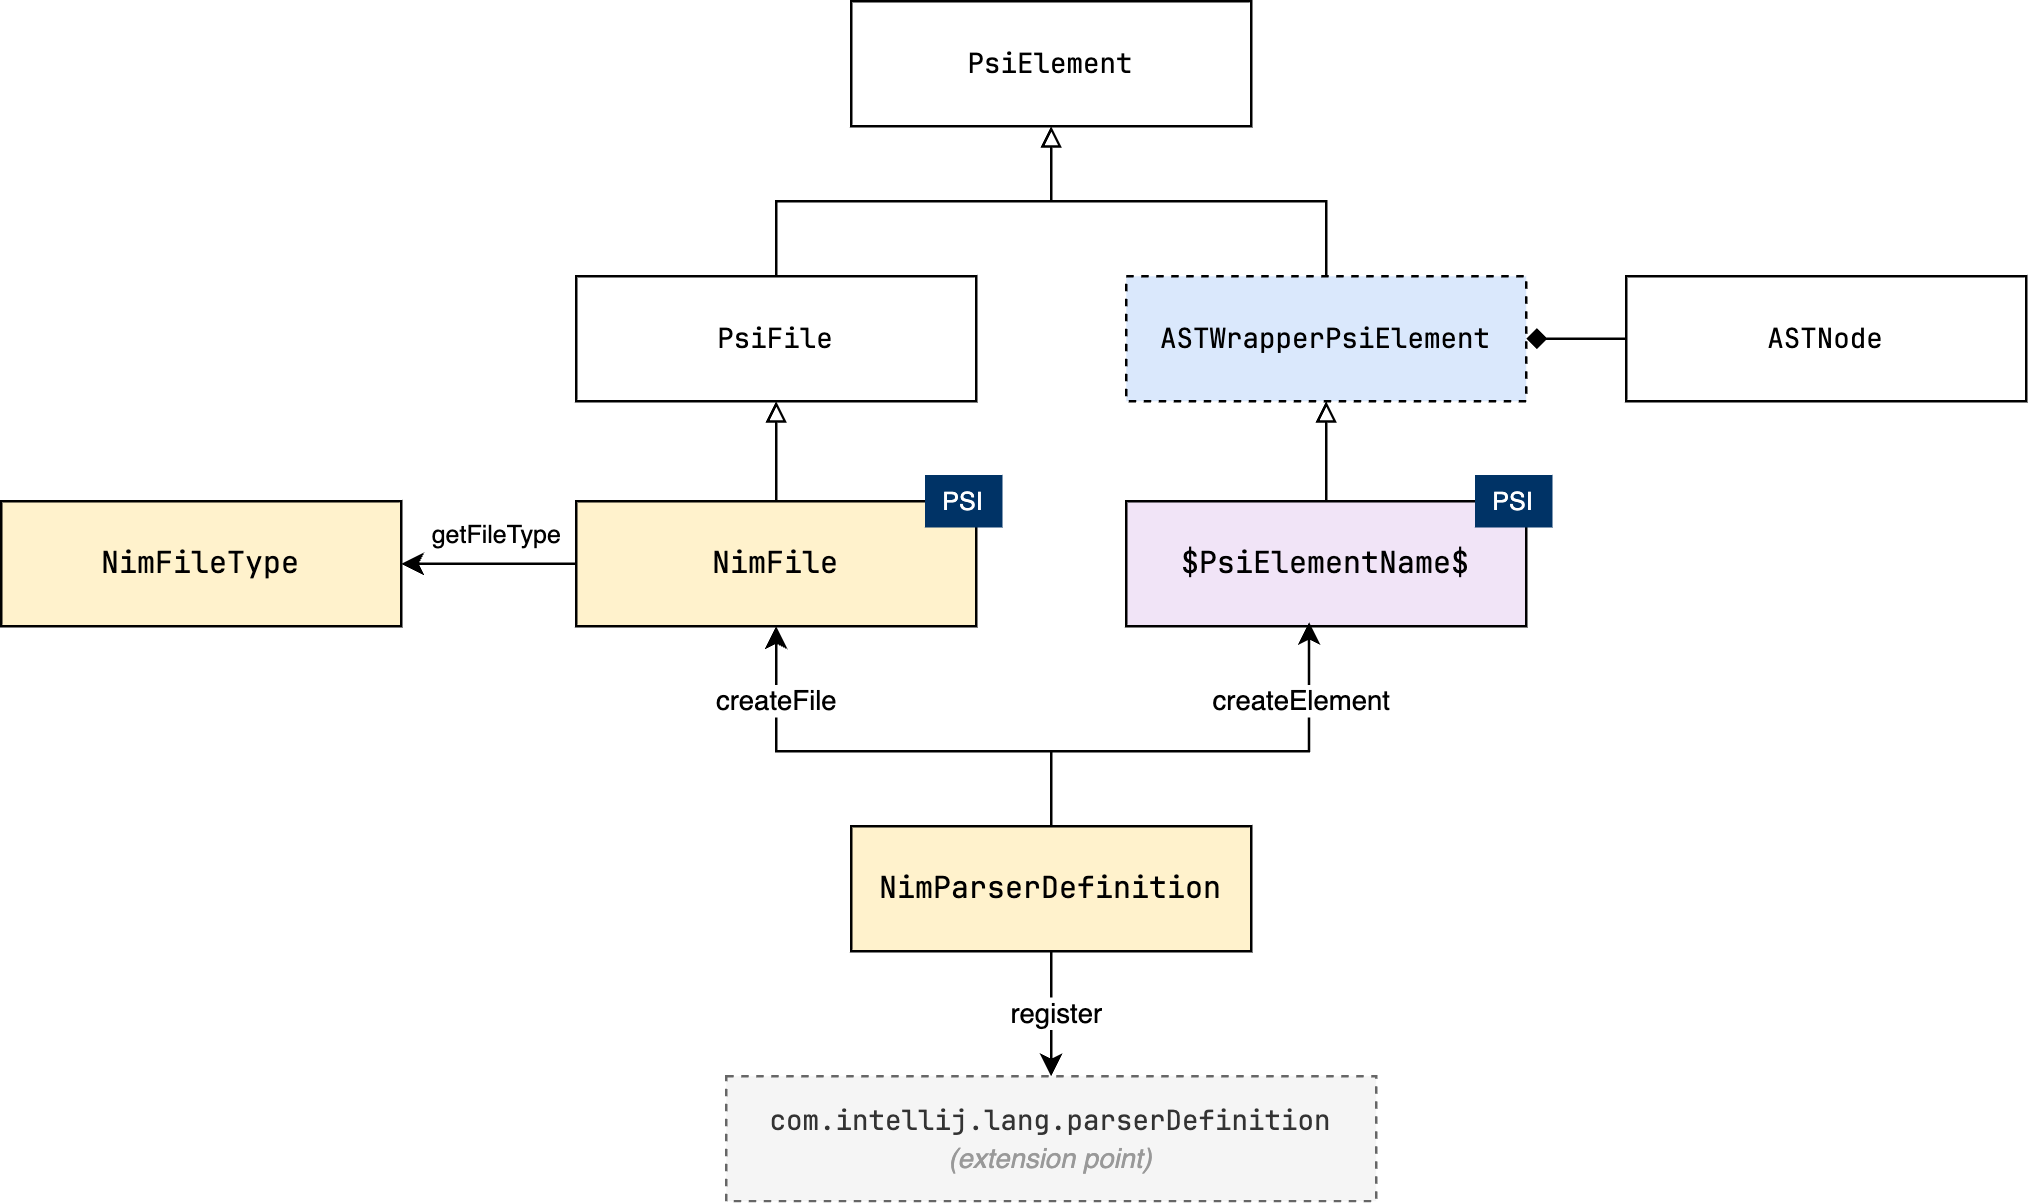 PsiElement
PsiFile
ASTWrapperPsiElement
ASTNode
PSI
PSI
NimFileType
getFileType
NimFile
$PsiElementName$
createFile
createElement
NimParserDefinition
register
com.intellij.lang.parserDefinition
(extension point)